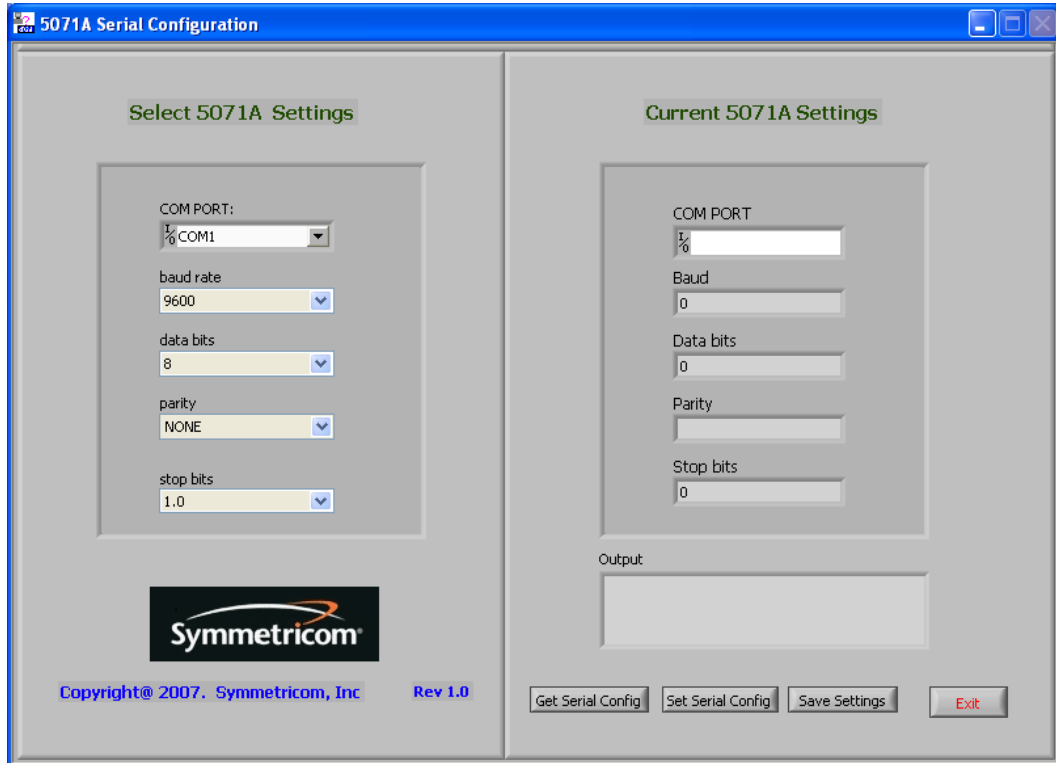 5071A Serial Configuration
Select 5071A Settings
COM PORT:
COM1
baud rate
9600
data bits
8
parity
NONE
stop bits
1.0
Symmetricom
Copyright@ 2007. Symmetricom, Inc
Rev 1.0
Current 5071A Settings
COM PORT
Baud
0
Data bits
0
Parity
Stop bits
0
Output
Get Serial Config
Set Serial Config
Save Settings
Exit